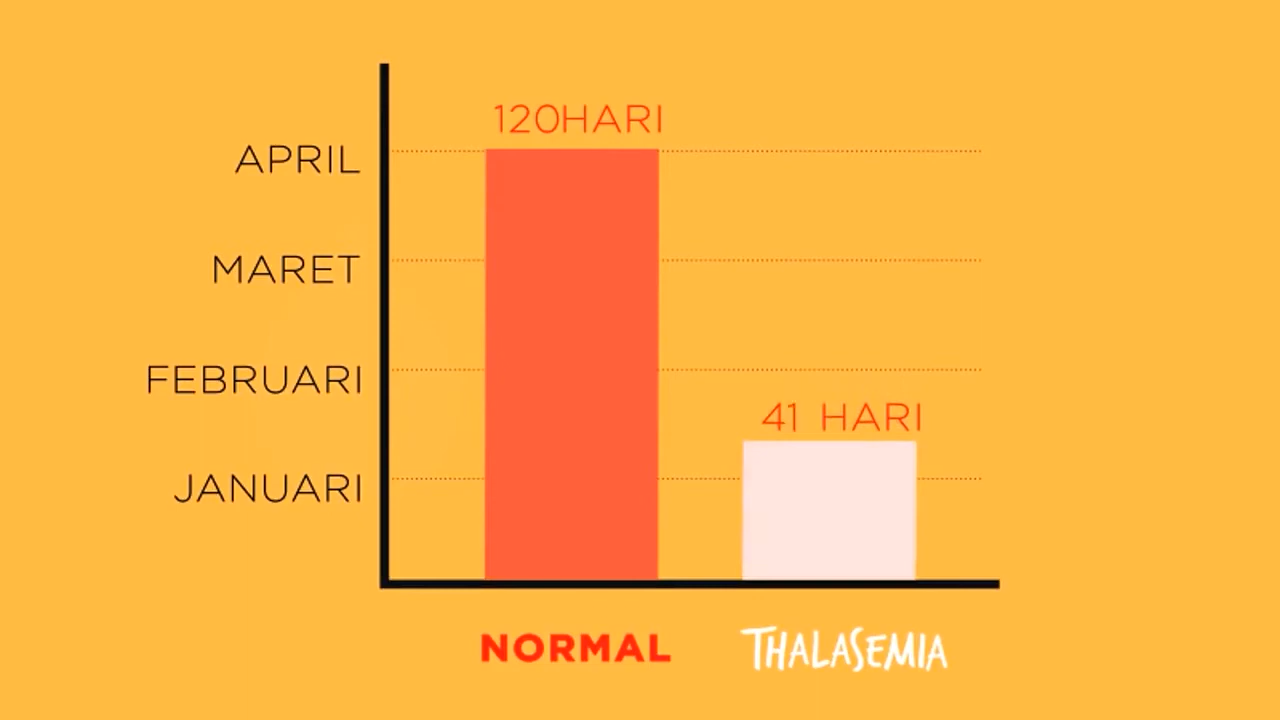 120HARI
APRIL
MARET
FEBRUARI
41 HARI
JANUARI
NORMAL
THALASEMIA